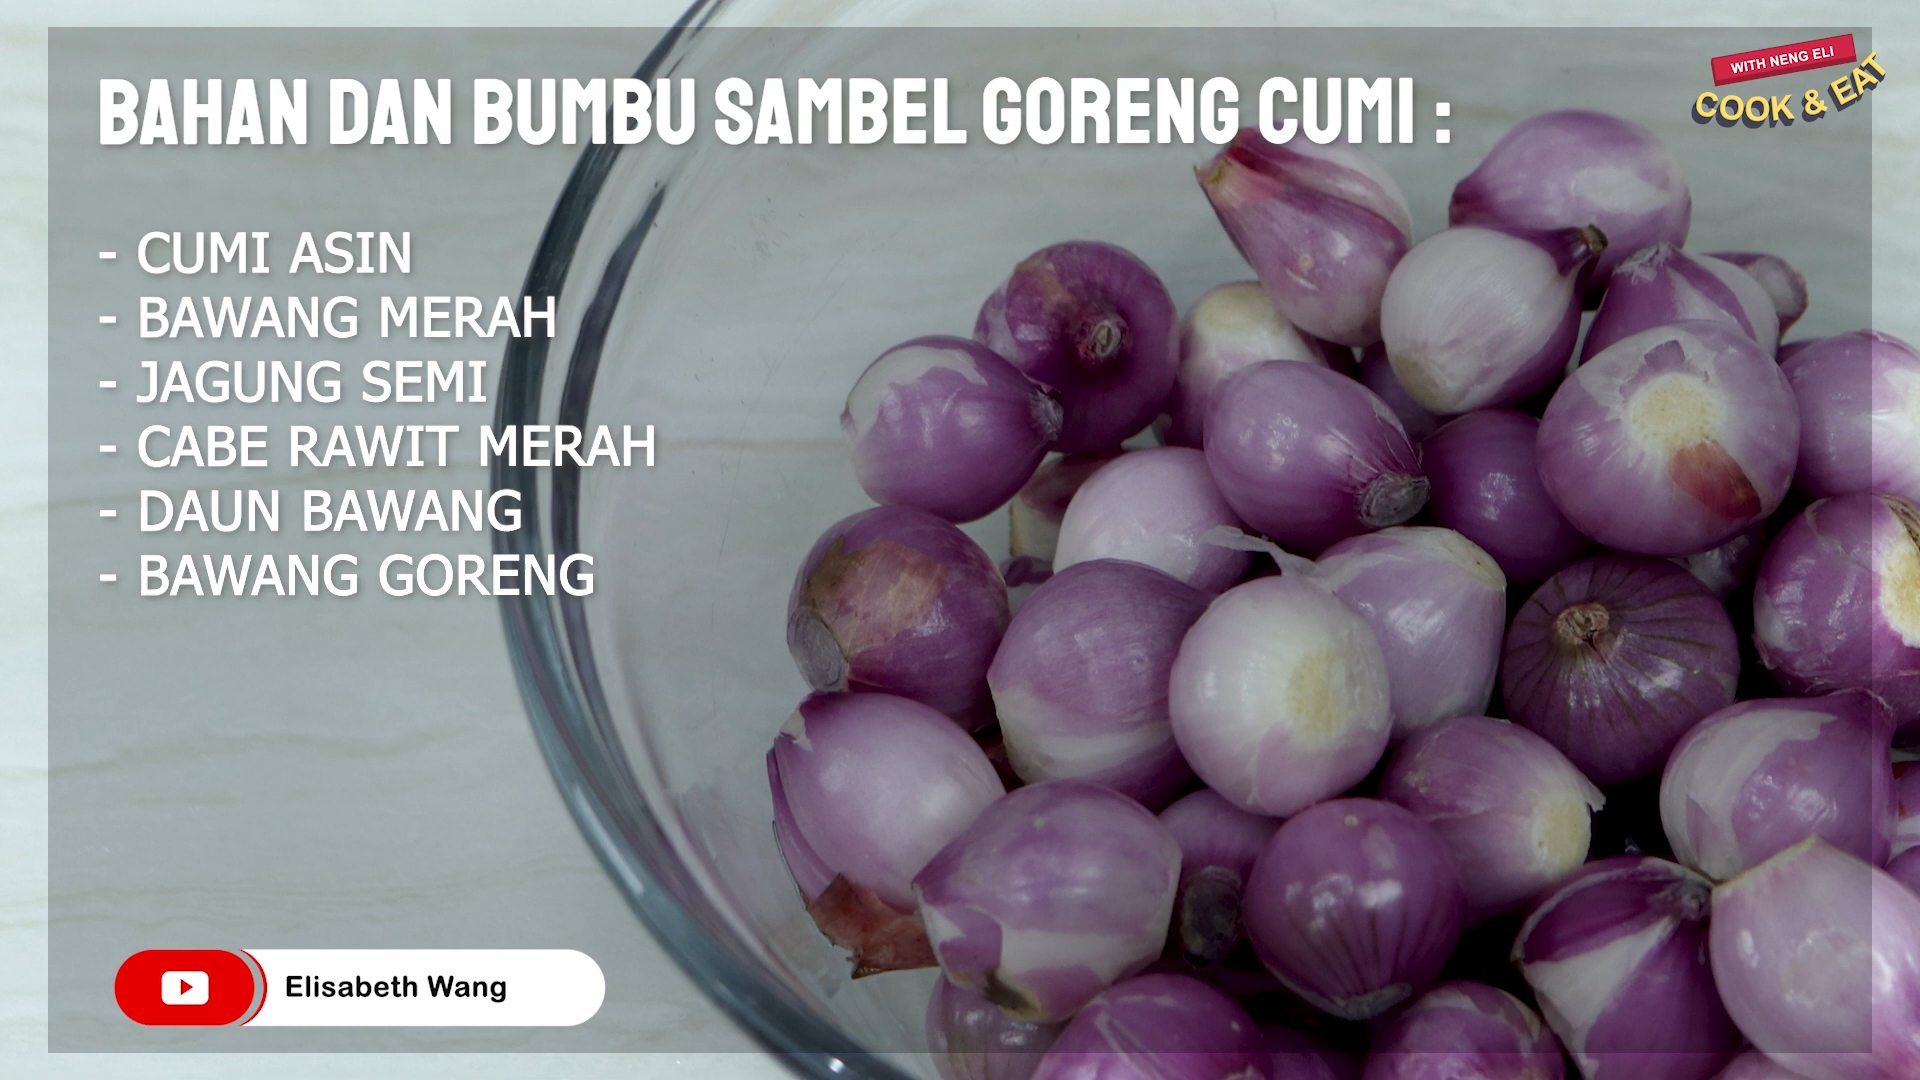 BAHAN DAN BUMBU SAMBEL GORENG CUMI :
WITH NENG ELI
COOK & EAT
- CUMI ASIN
- BAWANG MERAH
- JAGUNG SEMI
- CABE RAWIT MERAH
- DAUN BAWANG
- BAWANG GORENG
Elisabeth Wang